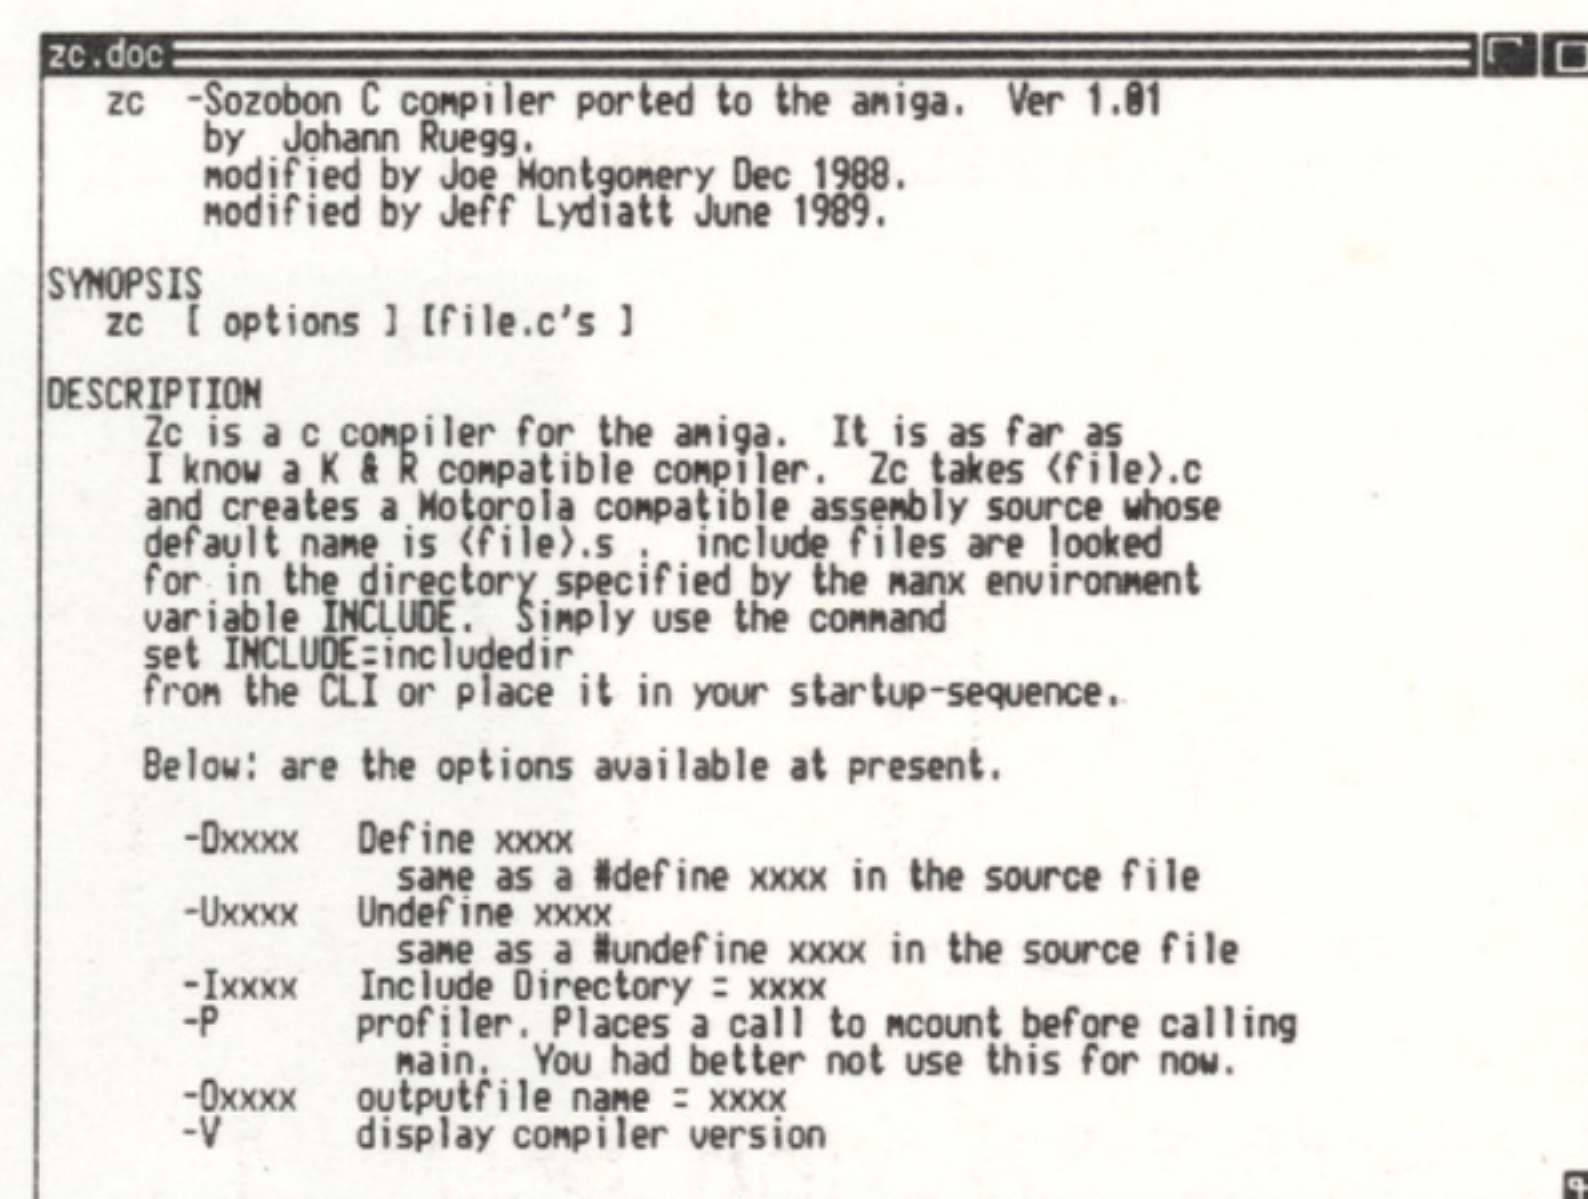 zc.doc
zc  -Sozobon C compiler ported to the amiga.  Ver 1.01
by  Johann Ruegg.
modified by Joe Montgomery Dec 1988.
modified by Jeff Lydiatt June 1989.
SYNOPSIS
zc  [ options ] [file.c's ]
DESCRIPTION
Zc is a c compiler for the amiga.  It is as far as
I know a K & R compatible compiler.  Zc takes <file>.c
and creates a Motorola compatible assembly source whose
default name is <file>.s .  include files are looked
for in the directory specified by the manx environment
variable INCLUDE.  Simply use the command
set INCLUDE=includedir
from the CLI or place it in your startup-sequence.
Below: are the options available at present.
-Dxxxx   Define xxxx
same as a #define xxxx in the source file
-Uxxxx   Undefine xxxx
same as a #undefine xxxx in the source file
-Ixxxx   Include Directory = xxxx
-P       profiler. Places a call to mcount before calling
main.  You had better not use this for now.
-Oxxxx   outputfile name = xxxx
-V       display compiler version